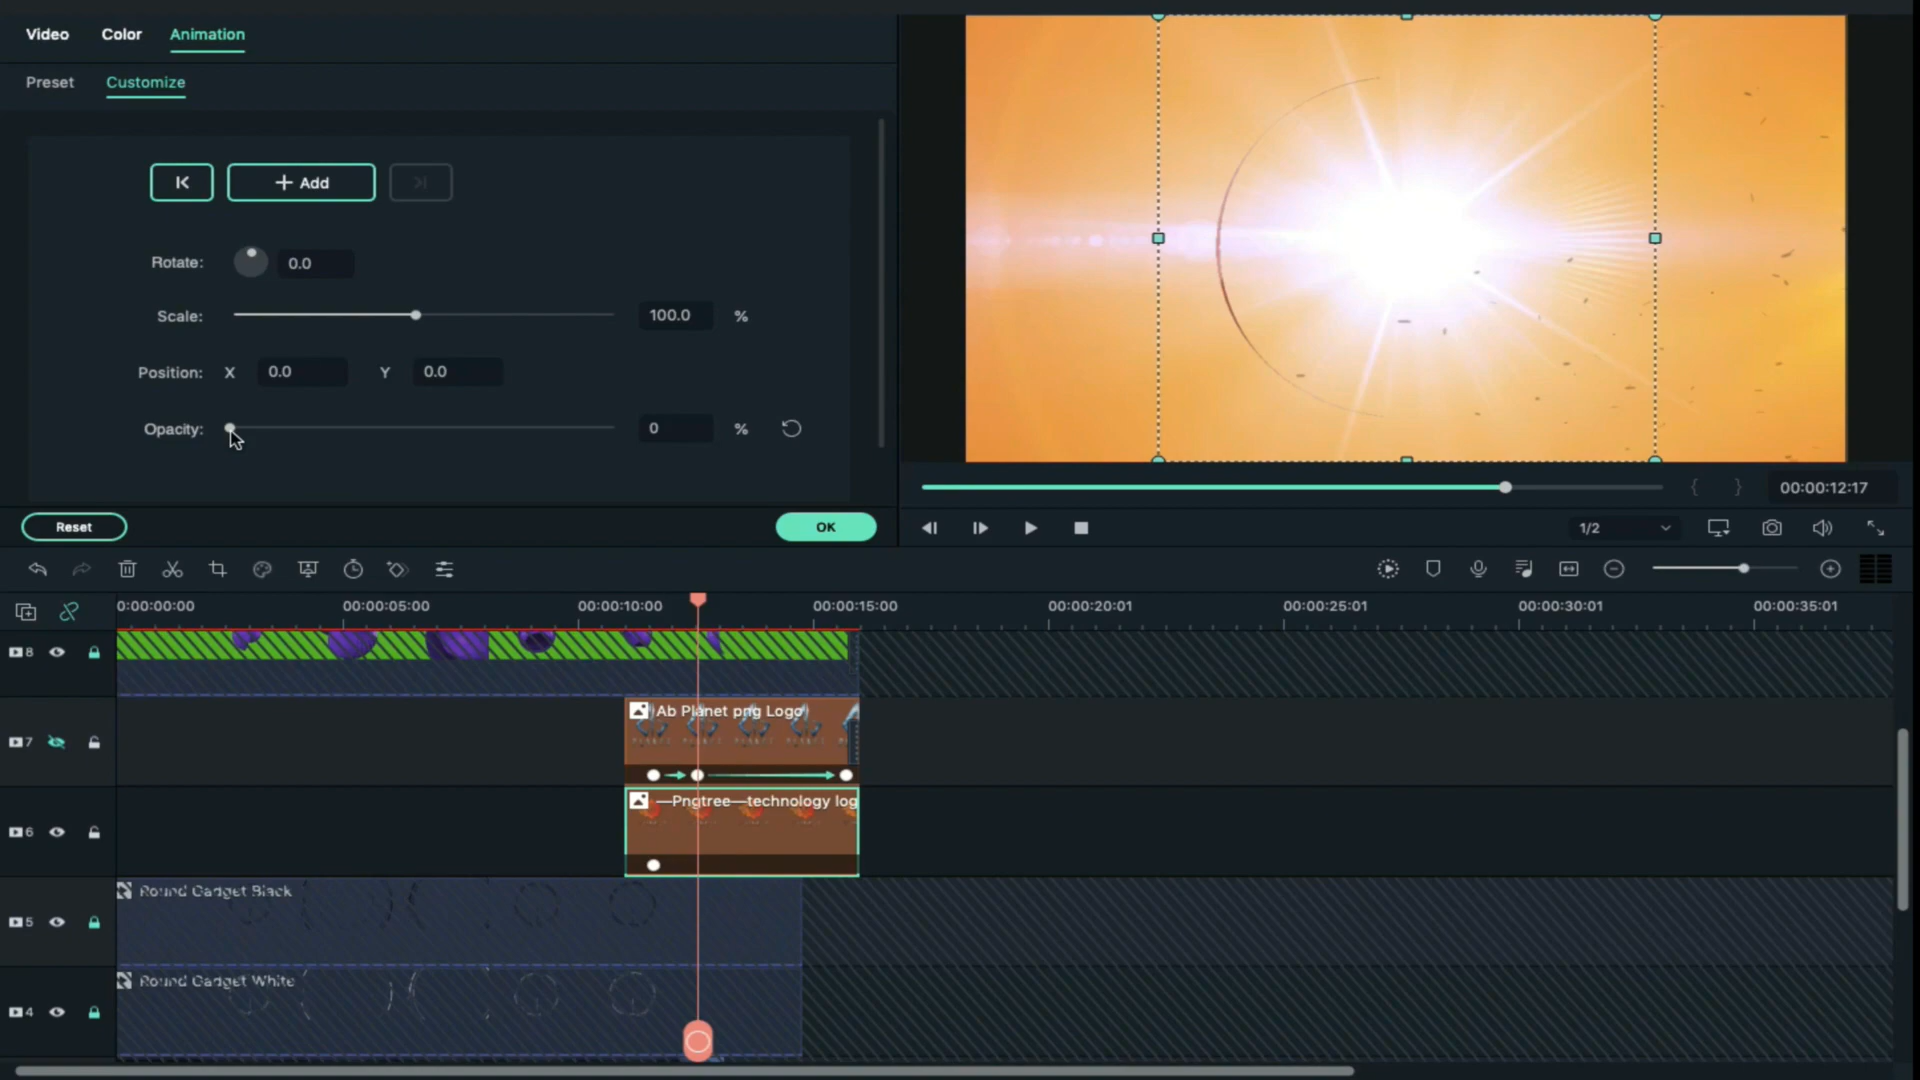 Video Color Animation
Preset Customize
Add
Rotate: 0.0
Scale: 100.0 %
Position: X 0.0 Y 0.0
Opacity: 0 %
Reset OK
{ } 00:00:12:17
1/2
0:00:00:00 00:00:05:00 00:00:10:00 00:00:15:00 00:00:20:01 00:00:25:01 00:00:30:01 00:00:35:01
8
Ab Planet png Logo
7
—Pngtree—technology log
6
Round Gadget Black
5
Round Gadget White
4